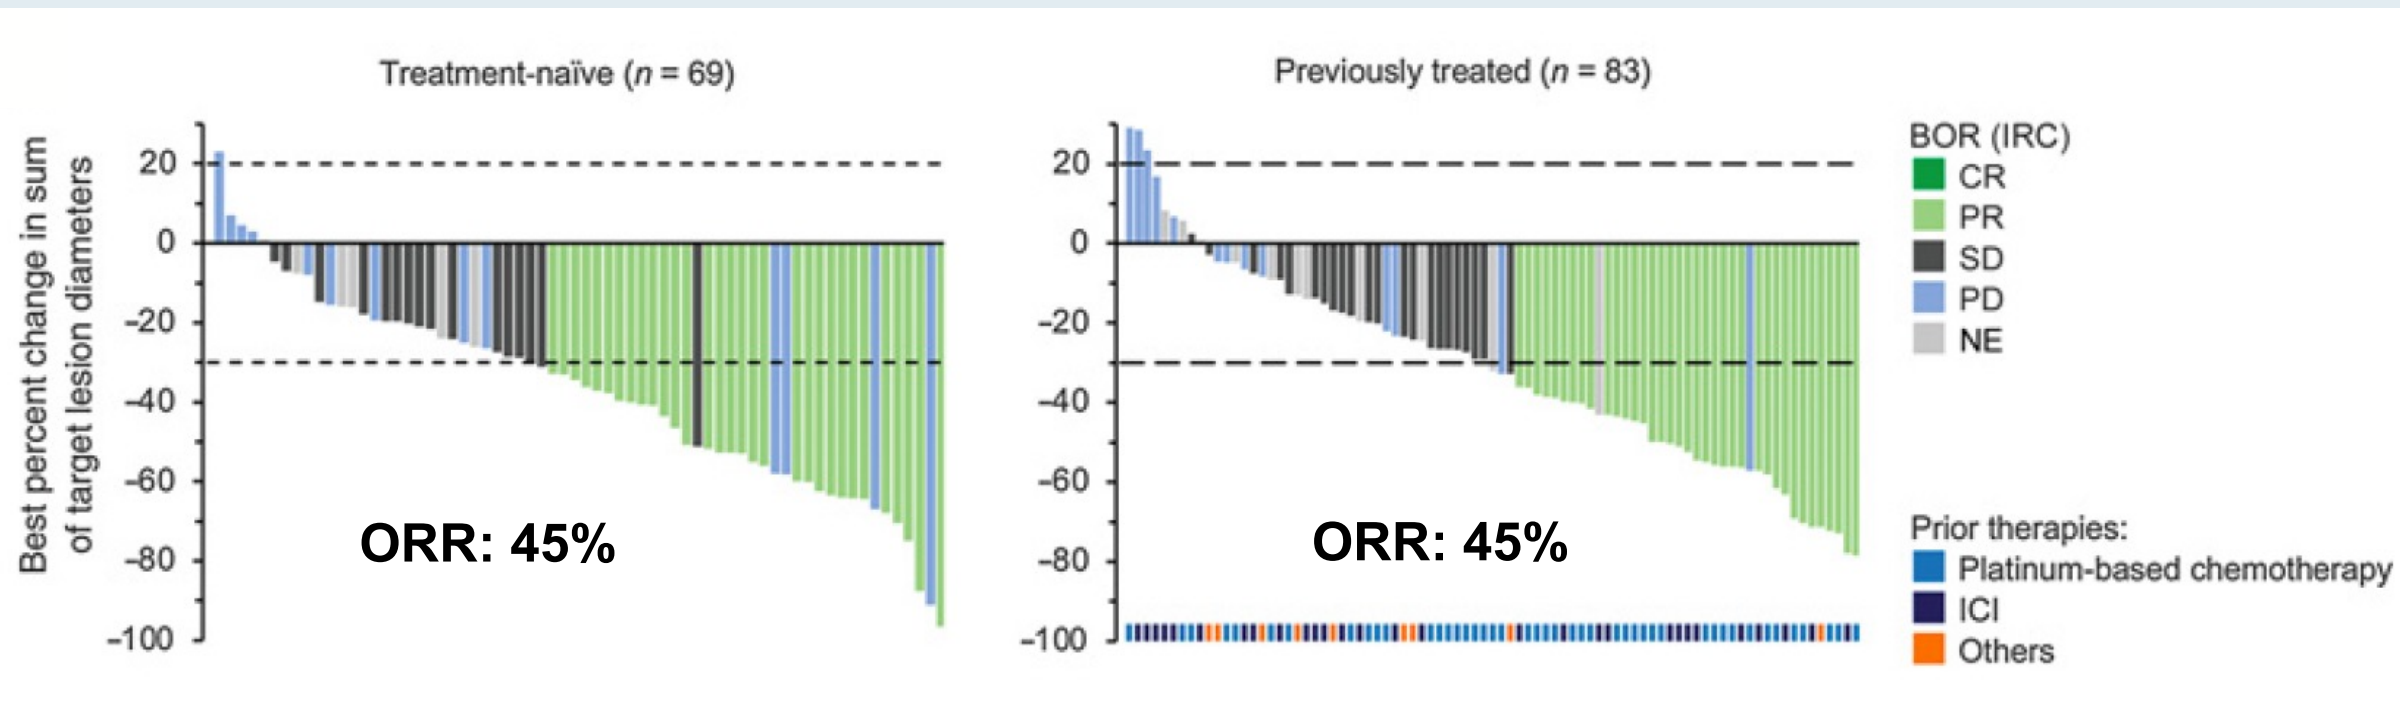 Treatment-naïve (n = 69)
Best percent change in sum
of target lesion diameters
20
0
–20
–40
–60
–80
–100
ORR: 45%
Previously treated (n = 83)
20
0
–20
–40
–60
–80
–100
ORR: 45%
BOR (IRC)
CR
PR
SD
PD
NE
Prior therapies:
Platinum-based chemotherapy
ICI
Others